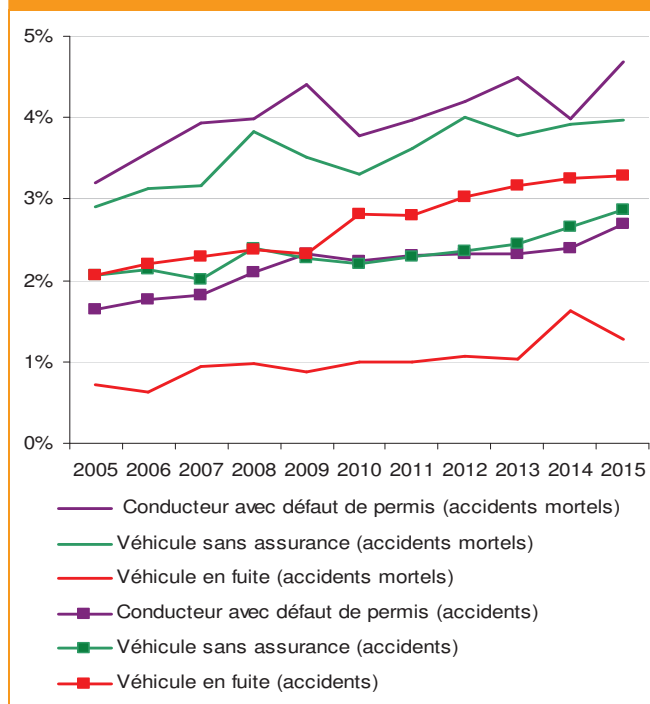 5%
4%
3%
2%
1%
0%
2005 2006 2007 2008 2009 2010 2011 2012 2013 2014 2015
Conducteur avec défaut de permis (accidents mortels)
Véhicule sans assurance (accidents mortels)
Véhicule en fuite (accidents mortels)
Conducteur avec défaut de permis (accidents)
Véhicule sans assurance (accidents)
Véhicule en fuite (accidents)